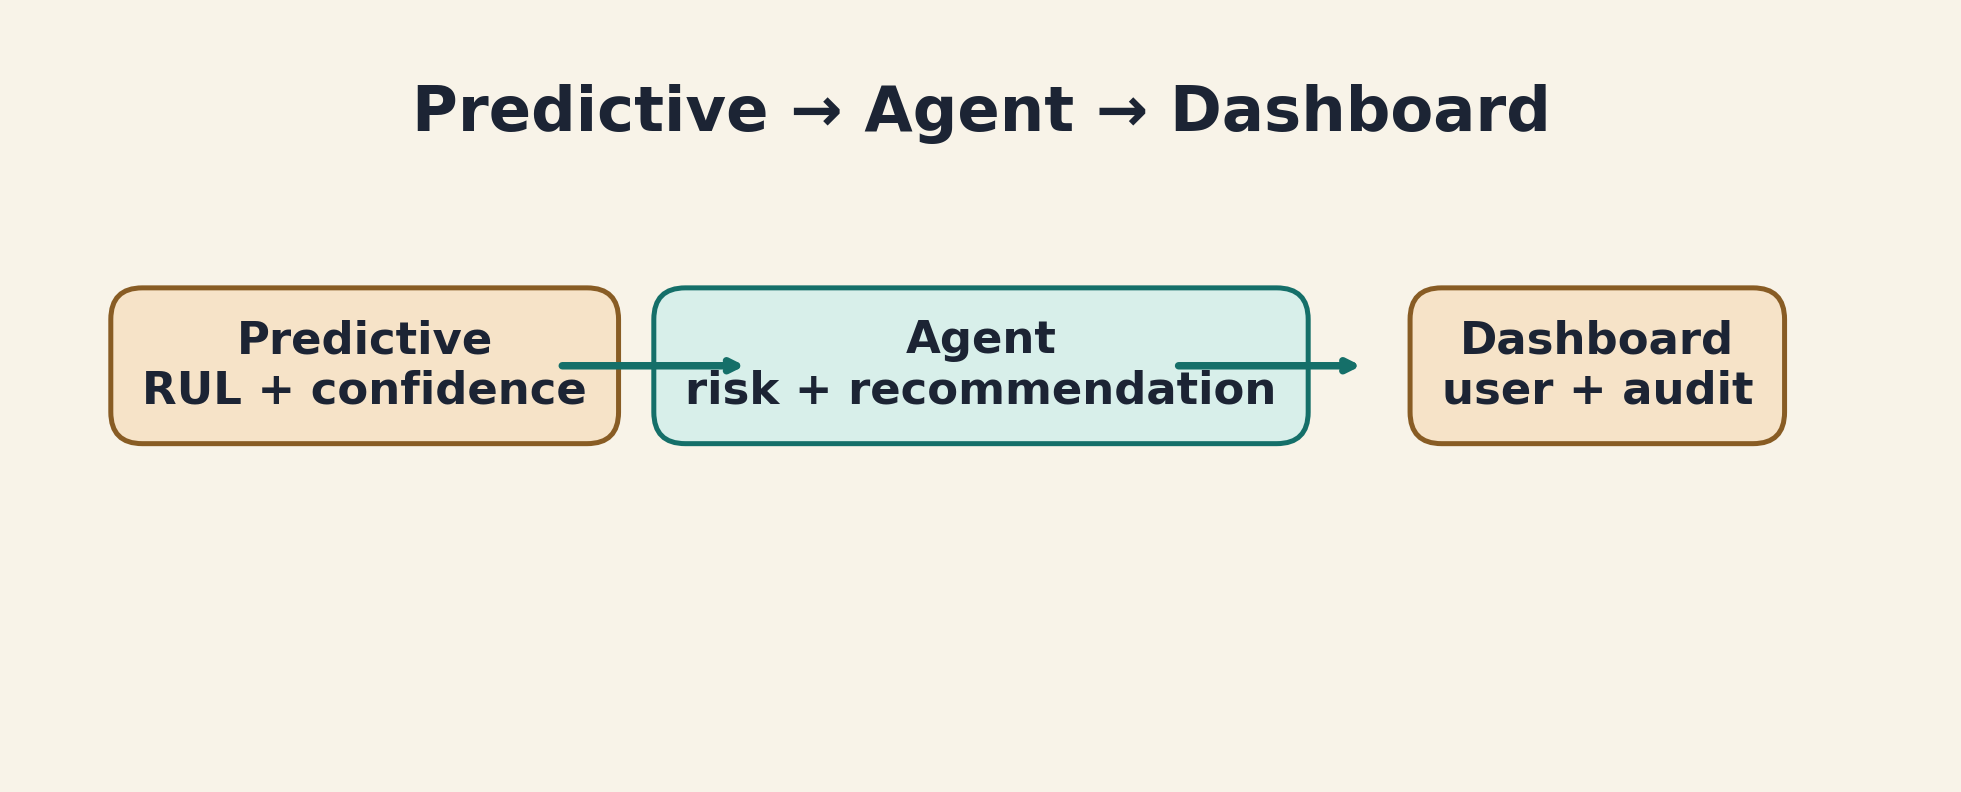 Predictive → Agent → Dashboard
Predictive
RUL + confidence
Agent
risk + recommendation
Dashboard
user + audit